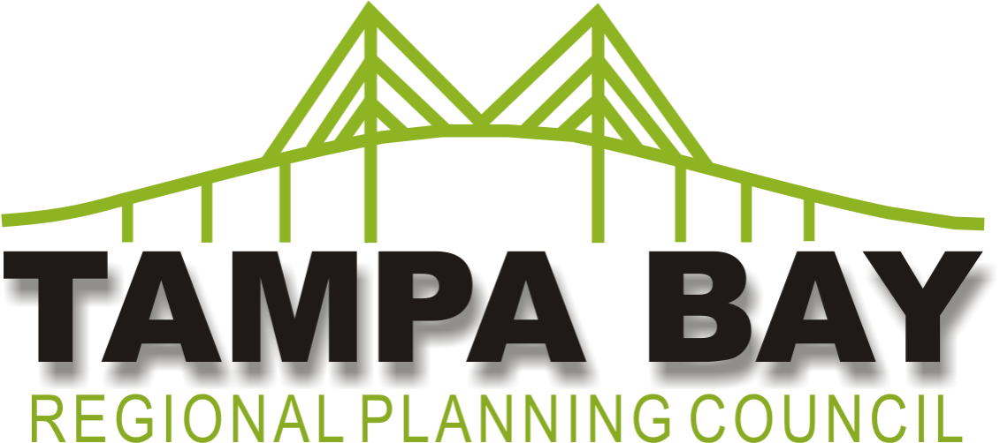 TAMPA BAY
REGIONAL PLANNING COUNCIL